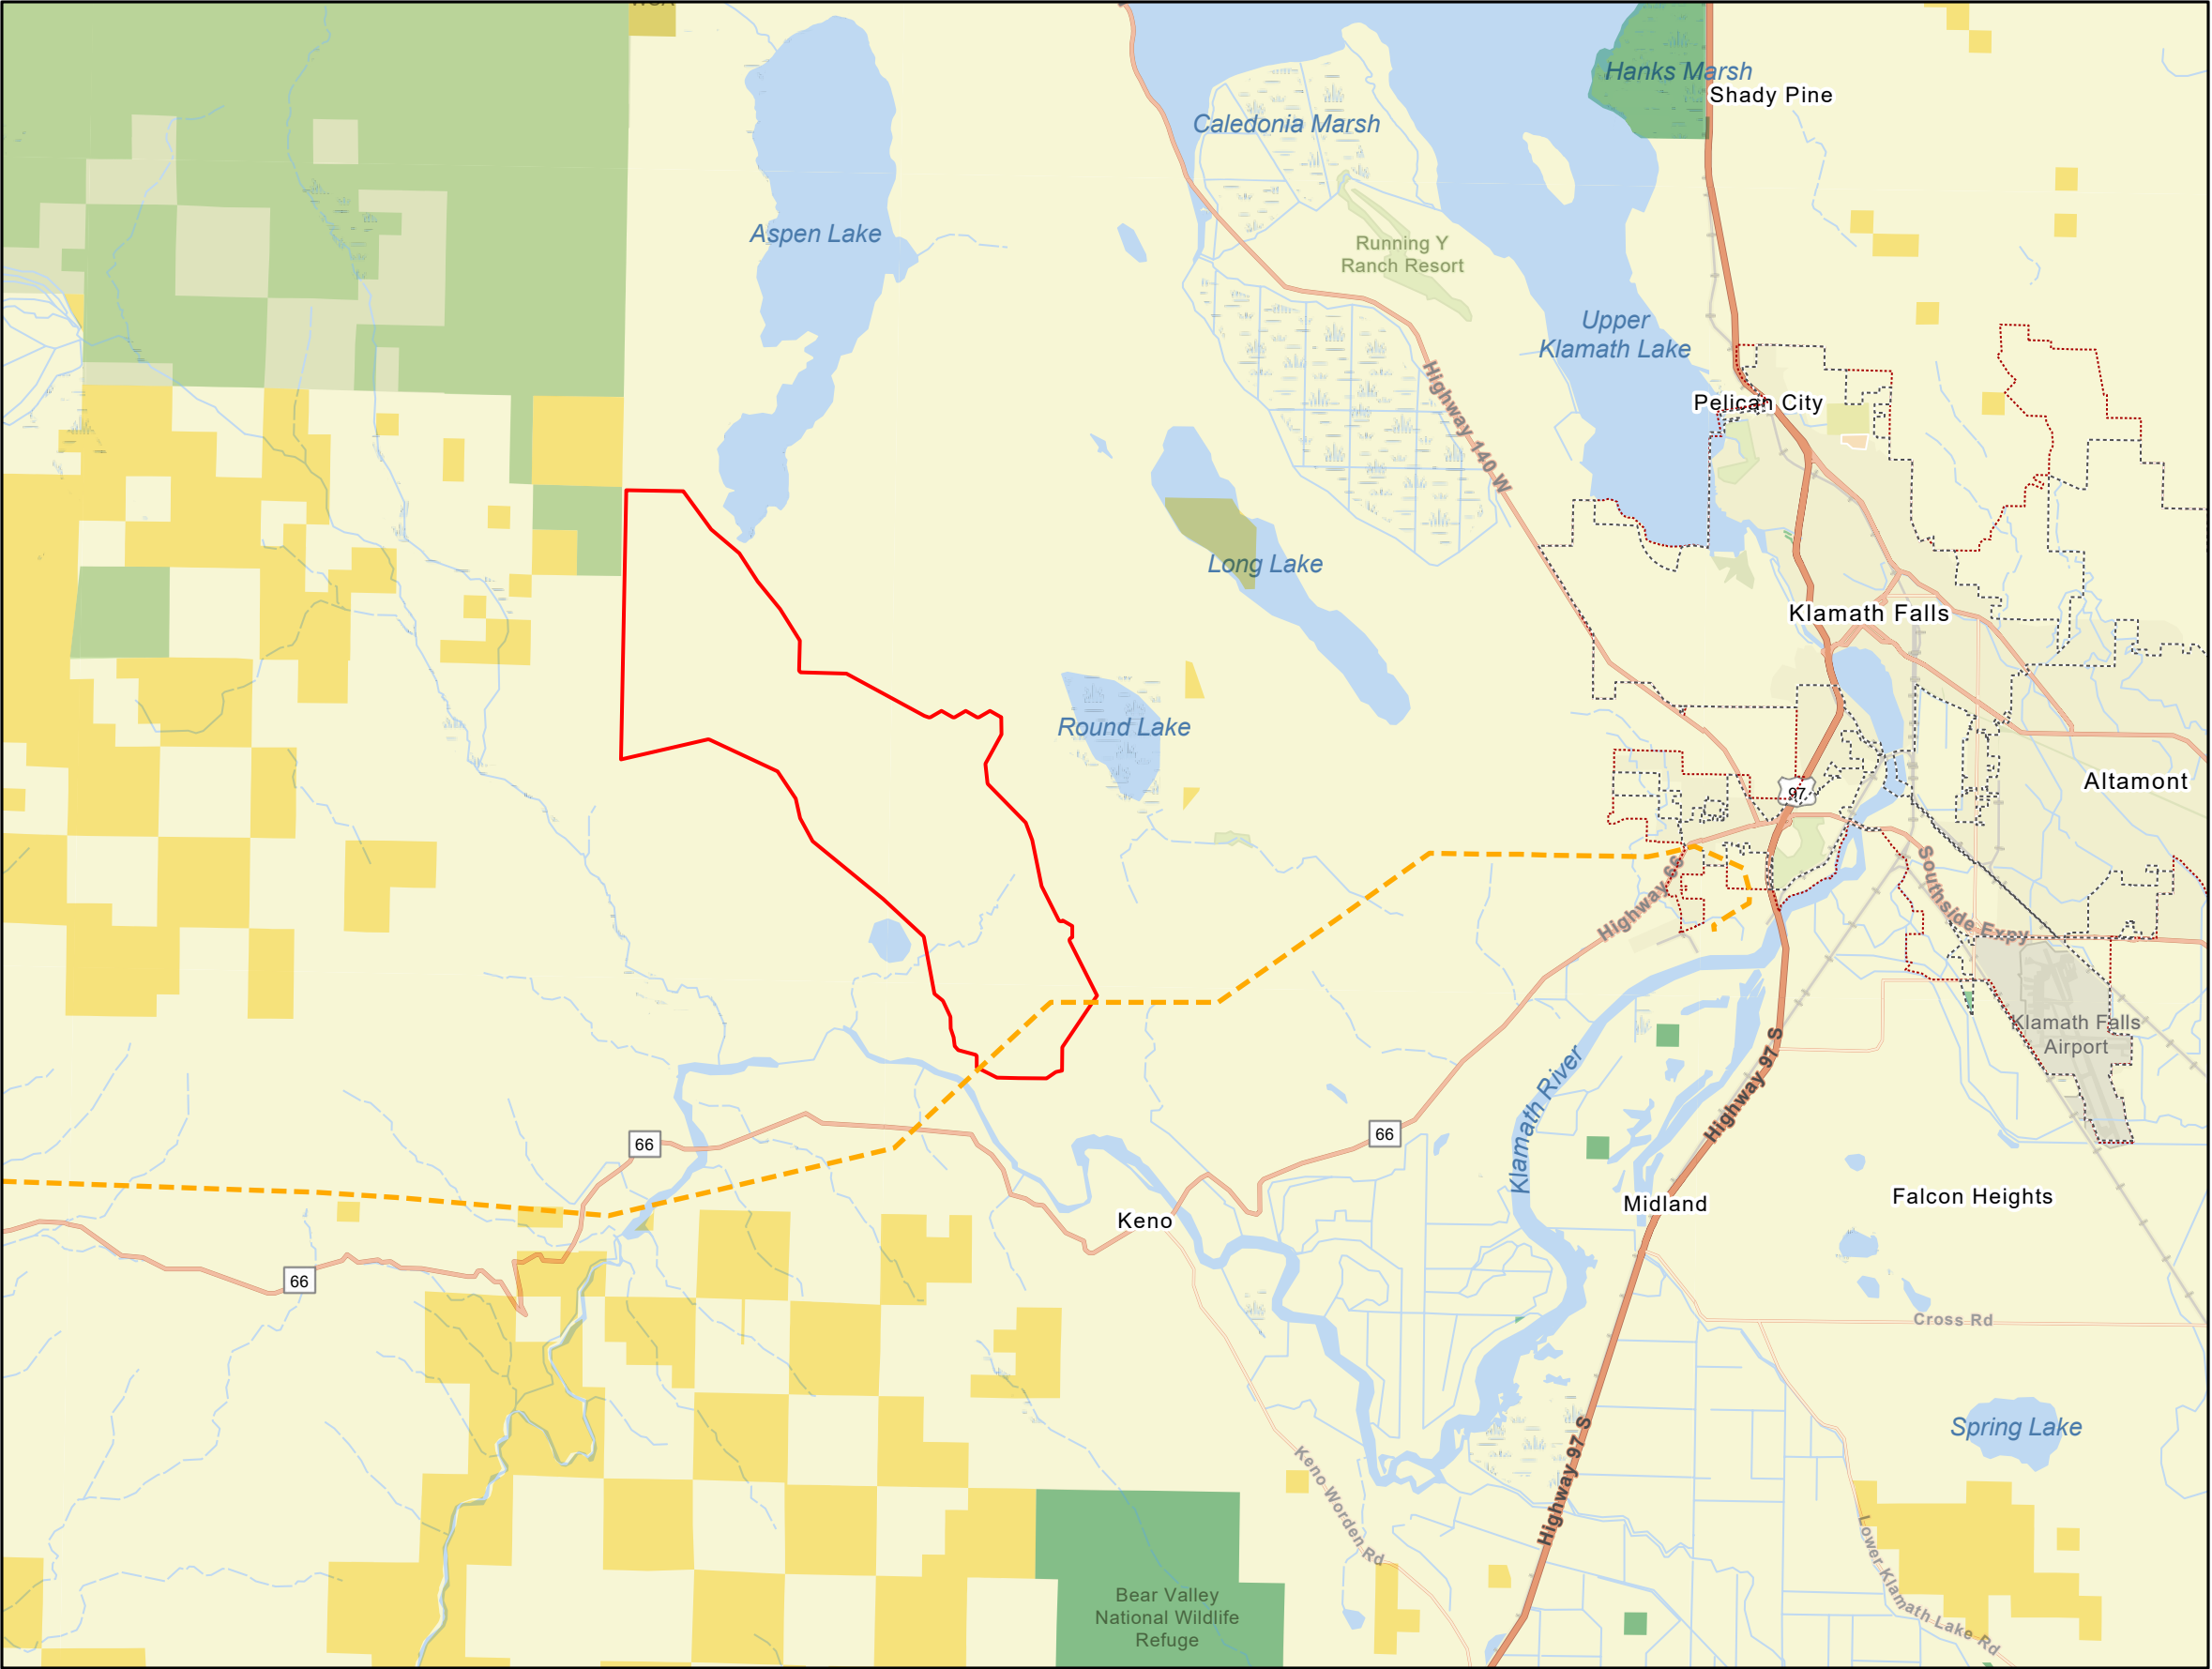 Hanks Marsh
Shady Pine
Caledonia Marsh
Aspen Lake
Running Y
Ranch Resort
Upper
Klamath Lake
Highway 140 W
Pelican City
Long Lake
Klamath Falls
Round Lake
Altamont
97
Highway 66
Southside Expy
Klamath Falls
Airport
Klamath River
Highway 97 S
66
66
Keno
Midland
Falcon Heights
66
Cross Rd
Spring Lake
Highway 97 S
Keno Worden Rd
Lower Klamath Lake Rd
Bear Valley
National Wildlife
Refuge